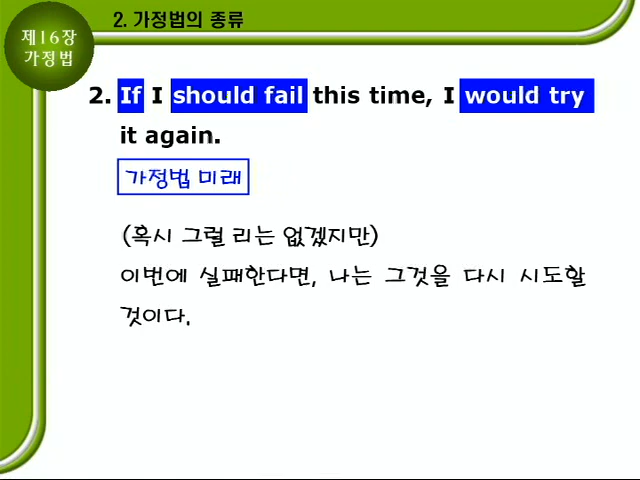 제16장
가정법
2. 가정법의 종류
2. If I should fail this time, I would try
it again.
가정법 미래
(혹시 그럴 리는 없겠지만)
이번에 실패한다면, 나는 그것을 다시 시도할
것이다.